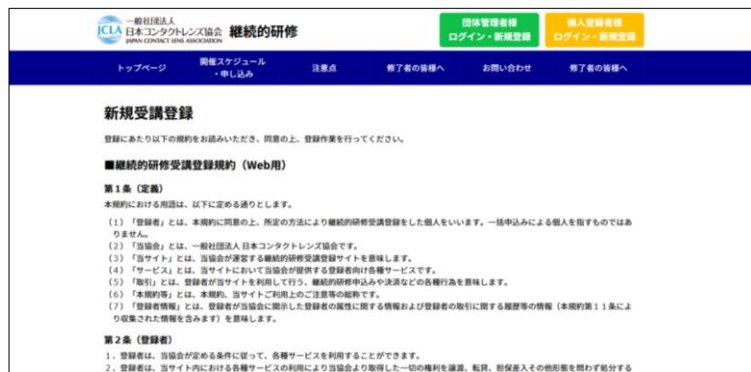 一般社団法人
JCLA 日本コンタクトレンズ協会 継続的研修
JAPAN CONTACT LENS ASSOCIATION
団体管理者様
ログイン・新規登録
個人登録者様
ログイン・新規登録
トップページ
開催スケジュール
・申し込み
注意点
修了者の皆様へ
お問い合わせ
修了者の皆様へ
新規受講登録
登録にあたり以下の規約をお読みいただき、同意の上、登録作業を行ってください。
■継続的研修受講登録規約（Web用）
第1条（定義）
本規約における用語は、以下に定める通りとします。
（1）「登録者」とは、本規約に同意の上、所定の方法により継続的研修受講登録をした個人をいいます。一括申込みによる個人を指すものではあ
りません。
（2）「当協会」とは、一般社団法人 日本コンタクトレンズ協会です。
（3）「当サイト」とは、当協会が運営する継続的研修受講登録サイトを意味します。
（4）「サービス」とは、当サイトにおいて当協会が提供する登録者向け各種サービスです。
（5）「取引」とは、登録者が当サイトを利用して行う、継続的研修申込みや決済などの各種行為を意味します。
（6）「本規約等」とは、本規約、当サイトご利用上のご注意等の総称です。
（7）「登録者情報」とは、登録者が当協会に開示した登録者の属性に関する情報および登録者の取引に関する履歴等の情報（本規約第11条によ
り収集された情報を含みます）を意味します。
第2条（登録者）
1．登録者は、当協会が定める条件に従って、各種サービスを利用することができます。
2．登録者は、当サイト内における各種サービスの利用により当協会より取得した一切の権利を譲渡、転貸、担保差入その他形態を問わず処分する